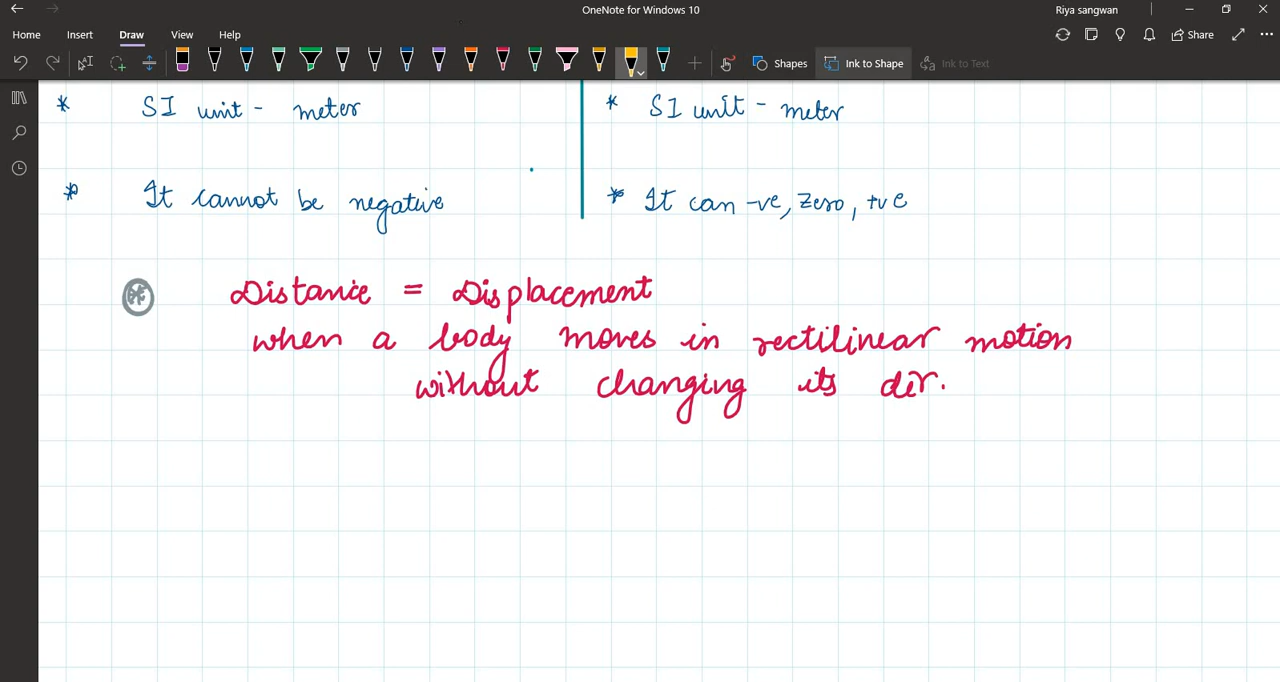 OneNote for Windows 10
Riya sangwan
Home Insert Draw View Help
Share
Shapes
Ink to Shape
Ink to Text
* SI unit - meter
* SI unit - meter
* It cannot be negative
* It can -ve, zero, +ve
* Distance = Displacement
when a body moves in rectilinear motion
without changing its dir.